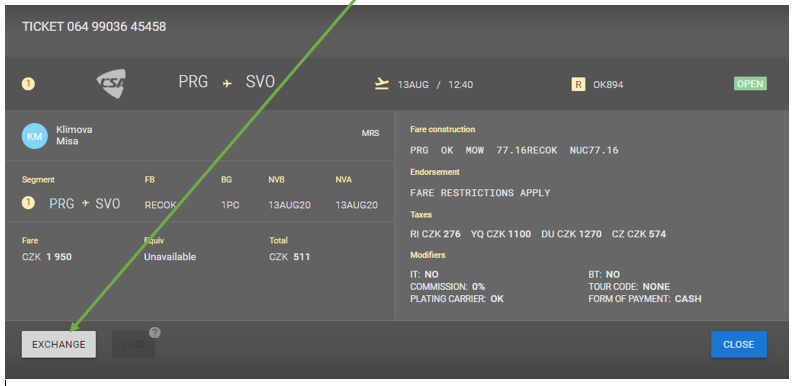 TICKET 064 99036 45458
1 CSA PRG SVO 13AUG / 12:40 R OK894 OPEN
KM Klimova
Misa
MRS
Segment FB BG NVB NVA
1 PRG SVO RECOK 1PC 13AUG20 13AUG20
Fare Equiv Total
CZK 1 950 Unavailable CZK 511
Fare construction
PRG OK MOW 77.16RECOK NUC77.16
Endorsement
FARE RESTRICTIONS APPLY
Taxes
RI CZK 276 YQ CZK 1100 DU CZK 1270 CZ CZK 574
Modifiers
IT: NO BT: NO
COMMISSION: 0% TOUR CODE: NONE
PLATING CARRIER: OK FORM OF PAYMENT: CASH
EXCHANGE VOID ? CLOSE